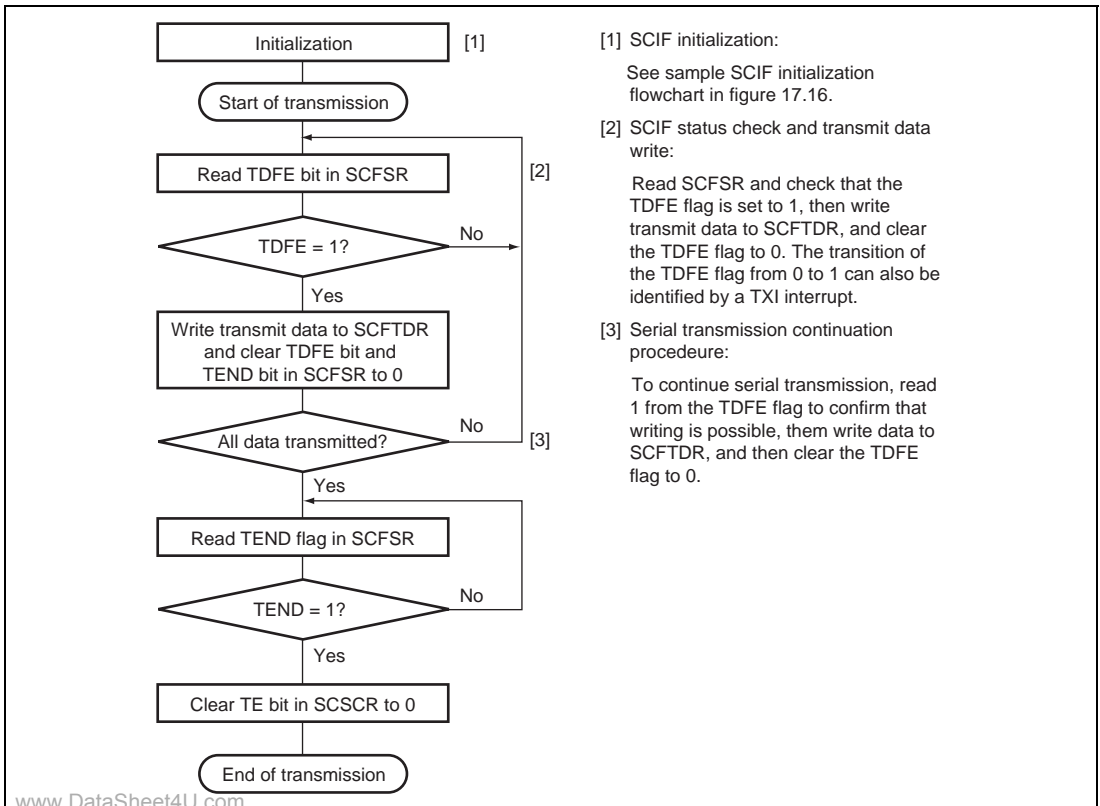 Initialization
[1]
Start of transmission
Read TDFE bit in SCFSR
[2]
TDFE = 1?
No
Yes
Write transmit data to SCFTDR
and clear TDFE bit and
TEND bit in SCFSR to 0
All data transmitted?
No
[3]
Yes
Read TEND flag in SCFSR
TEND = 1?
No
Yes
Clear TE bit in SCSCR to 0
End of transmission
[1] SCIF initialization:
See sample SCIF initialization
flowchart in figure 17.16.
[2] SCIF status check and transmit data
write:
Read SCFSR and check that the
TDFE flag is set to 1, then write
transmit data to SCFTDR, and clear
the TDFE flag to 0. The transition of
the TDFE flag from 0 to 1 can also be
identified by a TXI interrupt.
[3] Serial transmission continuation
procedeure:
To continue serial transmission, read
1 from the TDFE flag to confirm that
writing is possible, them write data to
SCFTDR, and then clear the TDFE
flag to 0.
www.DataSheet4U.com